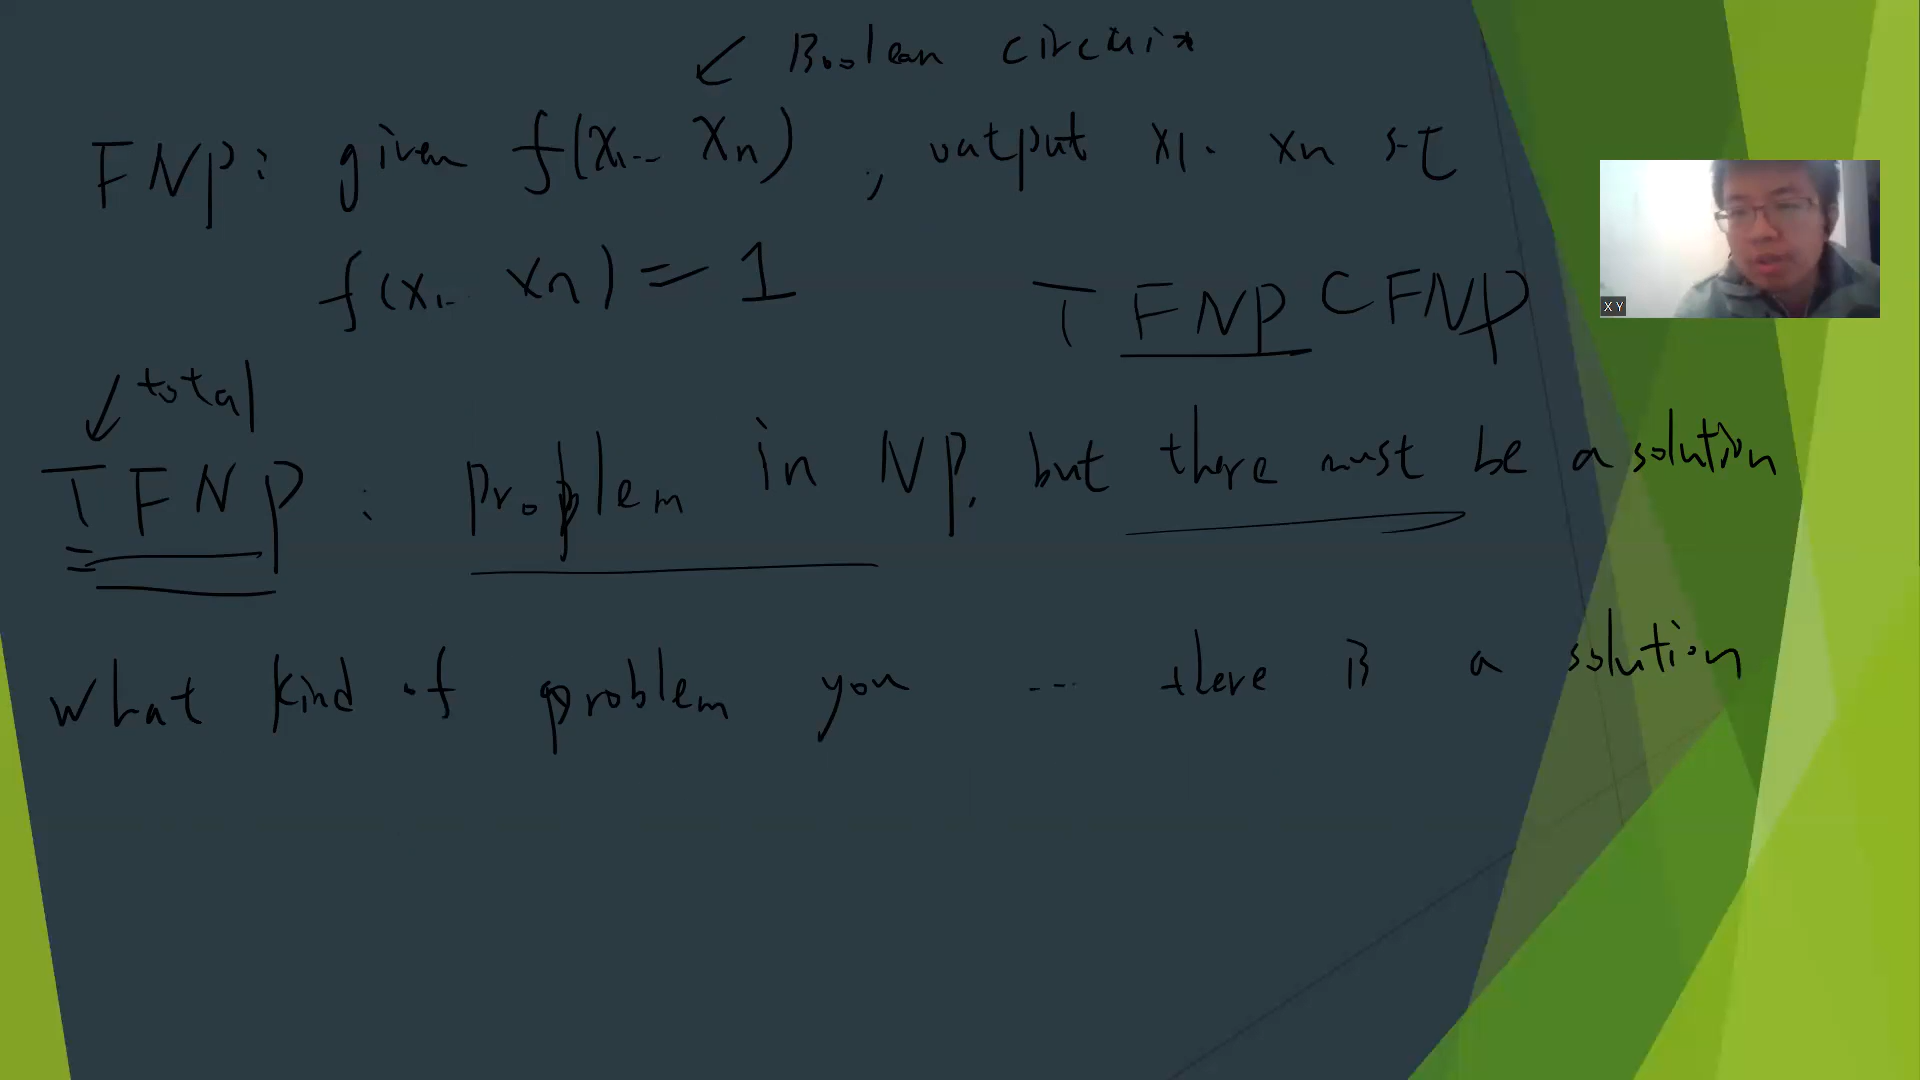 ↙ Boolean circuit
FNP: given f(x₁.. xₙ), output x₁. xₙ s.t
f(x₁.. xₙ) = 1
TFNP ⊂ FNP
X Y
↙ total
TFNP : problem in NP, but there must be a solution
what kind of problem you ... there is a solution